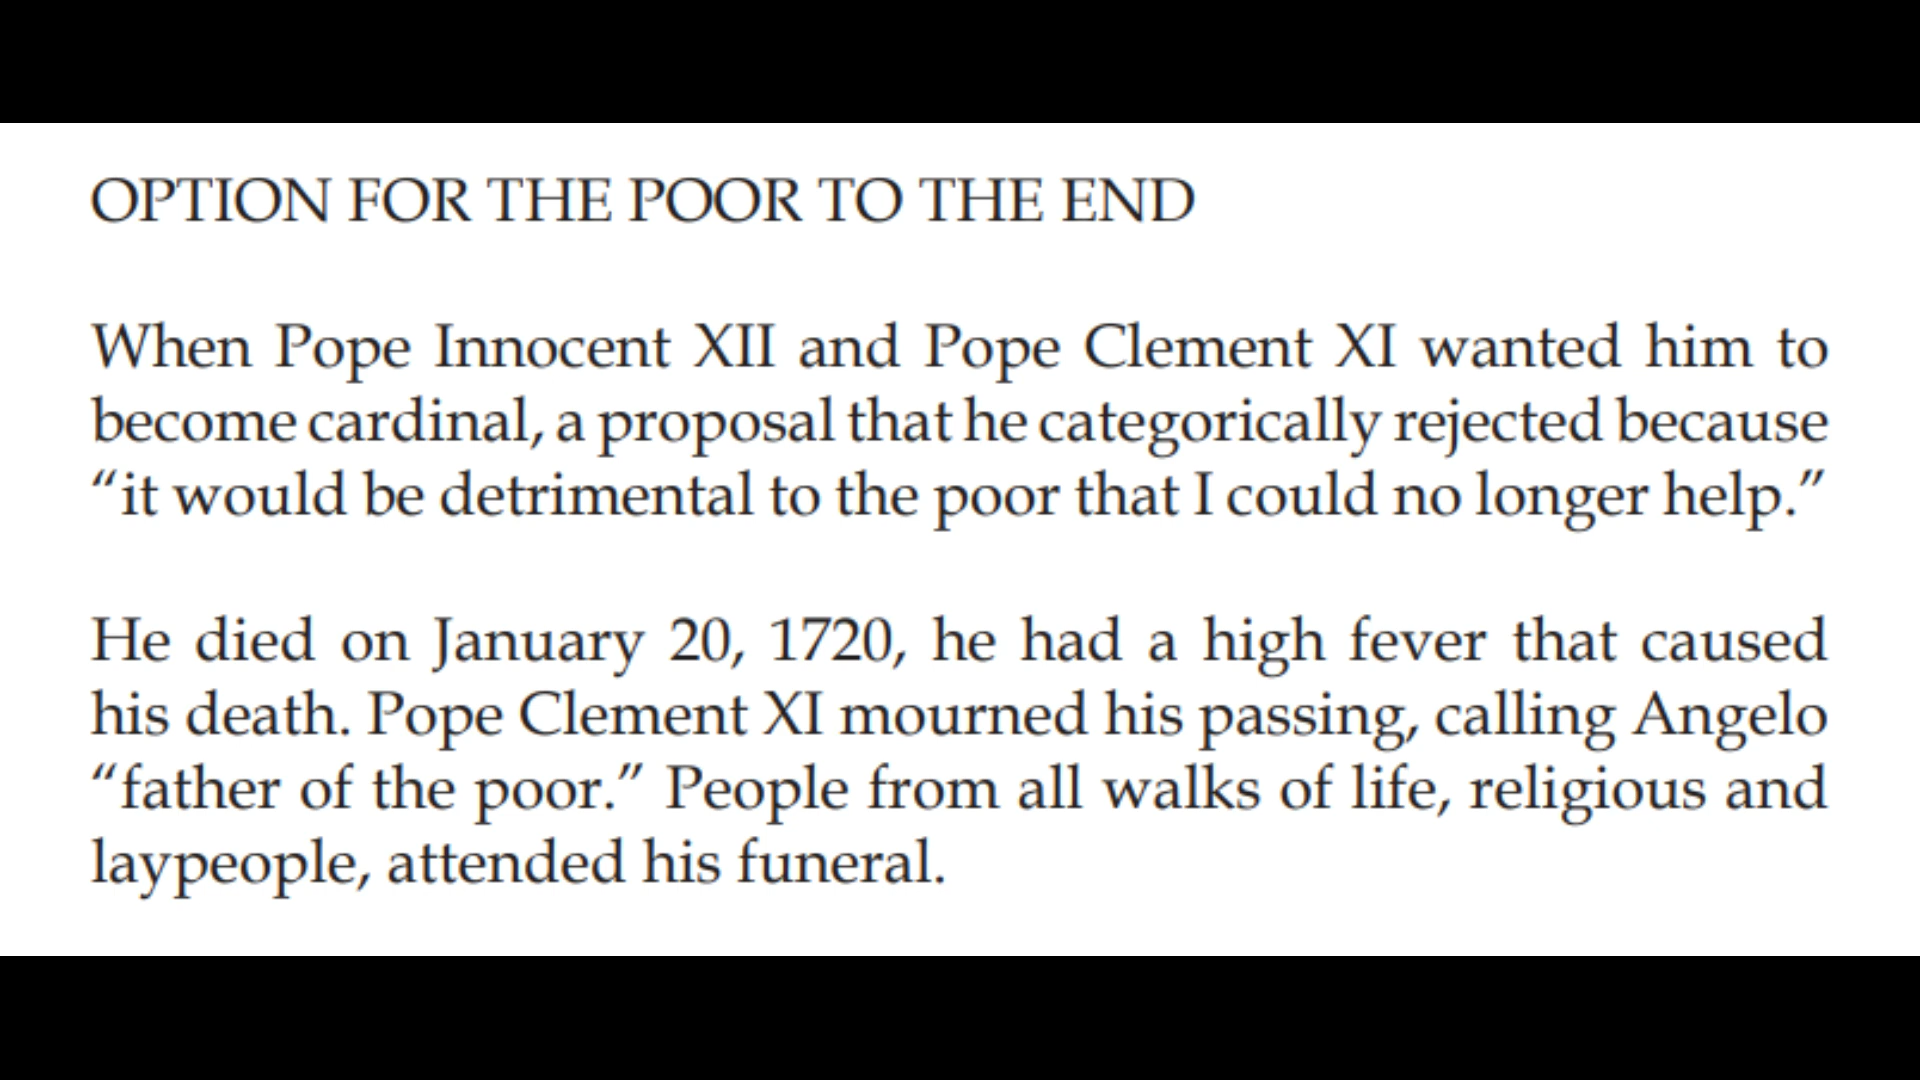 OPTION FOR THE POOR TO THE END
When Pope Innocent XII and Pope Clement XI wanted him to
become cardinal, a proposal that he categorically rejected because
“it would be detrimental to the poor that I could no longer help.”
He died on January 20, 1720, he had a high fever that caused
his death. Pope Clement XI mourned his passing, calling Angelo
“father of the poor.” People from all walks of life, religious and
laypeople, attended his funeral.